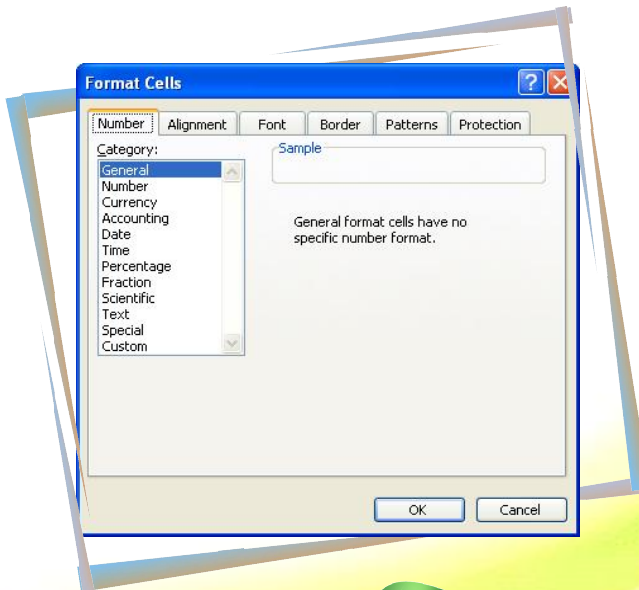 Format Cells
Number Alignment Font Border Patterns Protection
Category:
General
Number
Currency
Accounting
Date
Time
Percentage
Fraction
Scientific
Text
Special
Custom
Sample
General format cells have no
specific number format.
OK Cancel